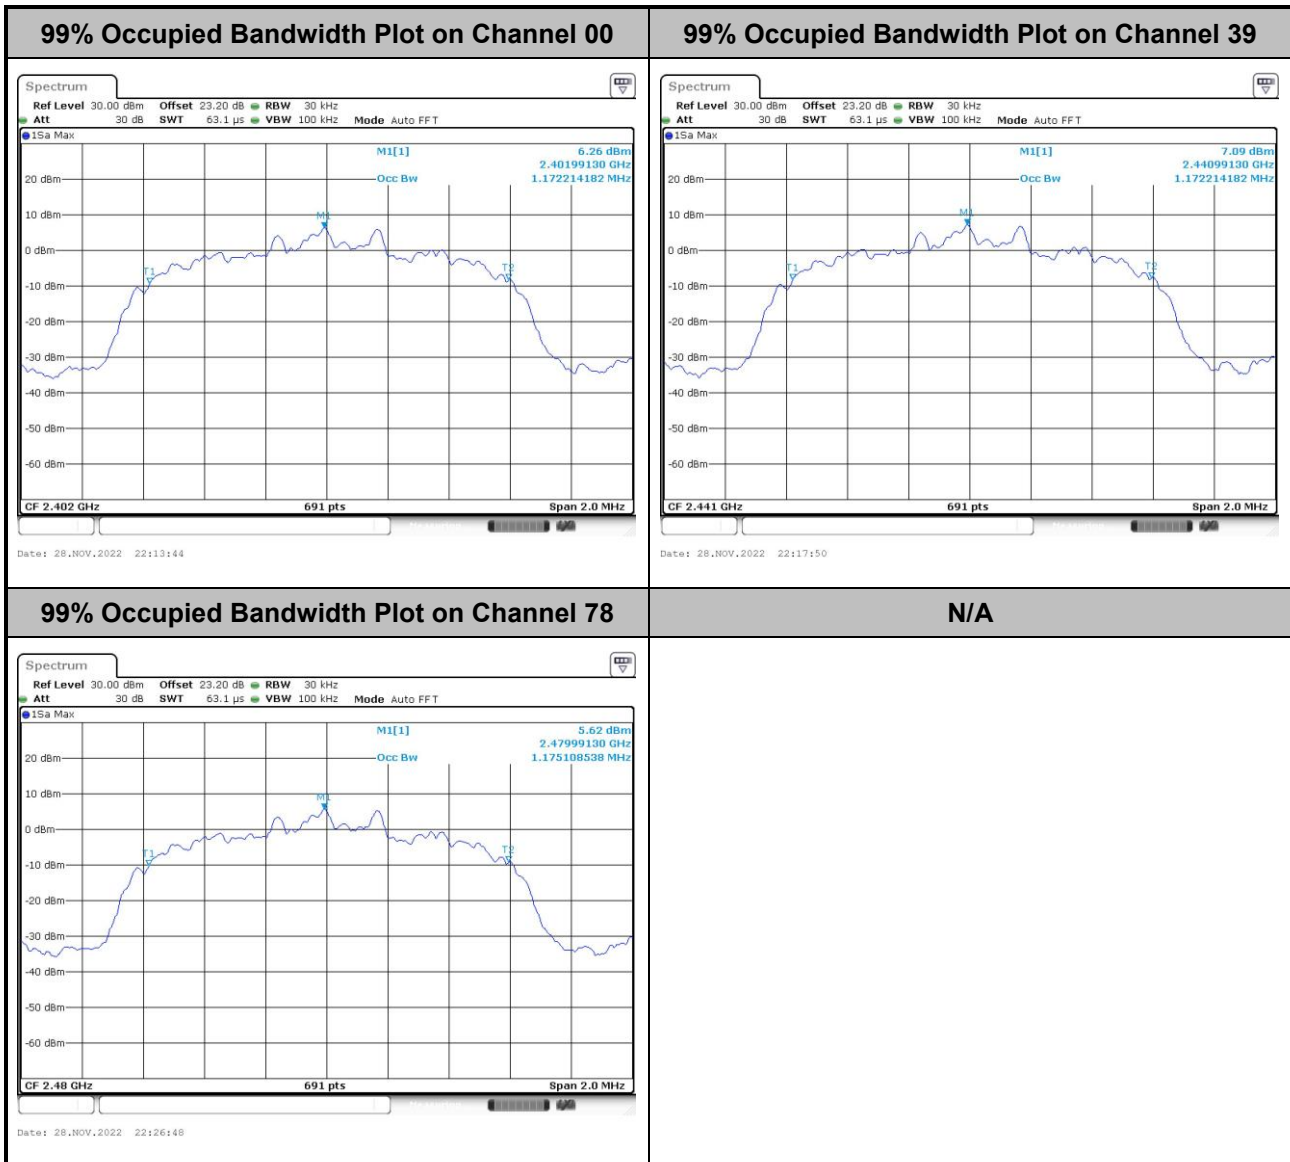 99% Occupied Bandwidth Plot on Channel 00
99% Occupied Bandwidth Plot on Channel 39
Spectrum
Ref Level 30.00 dBm Offset 23.20 dB RBW 30 kHz
Att 30 dB SWT 63.1 µs VBW 100 kHz Mode Auto FFT
1Sa Max
M1[1] 6.26 dBm
2.40199130 GHz
Occ Bw 1.172214182 MHz
20 dBm
10 dBm
M1
0 dBm
T1
T2
-10 dBm
-20 dBm
-30 dBm
-40 dBm
-50 dBm
-60 dBm
CF 2.402 GHz 691 pts Span 2.0 MHz
Date: 28.NOV.2022 22:13:44
Spectrum
Ref Level 30.00 dBm Offset 23.20 dB RBW 30 kHz
Att 30 dB SWT 63.1 µs VBW 100 kHz Mode Auto FFT
1Sa Max
M1[1] 7.09 dBm
2.44099130 GHz
Occ Bw 1.172214182 MHz
20 dBm
10 dBm
M1
0 dBm
T1
T2
-10 dBm
-20 dBm
-30 dBm
-40 dBm
-50 dBm
-60 dBm
CF 2.441 GHz 691 pts Span 2.0 MHz
Date: 28.NOV.2022 22:17:50
99% Occupied Bandwidth Plot on Channel 78
N/A
Spectrum
Ref Level 30.00 dBm Offset 23.20 dB RBW 30 kHz
Att 30 dB SWT 63.1 µs VBW 100 kHz Mode Auto FFT
1Sa Max
M1[1] 5.62 dBm
2.47999130 GHz
Occ Bw 1.175108538 MHz
20 dBm
10 dBm
M1
0 dBm
T1
T2
-10 dBm
-20 dBm
-30 dBm
-40 dBm
-50 dBm
-60 dBm
CF 2.48 GHz 691 pts Span 2.0 MHz
Date: 28.NOV.2022 22:26:48